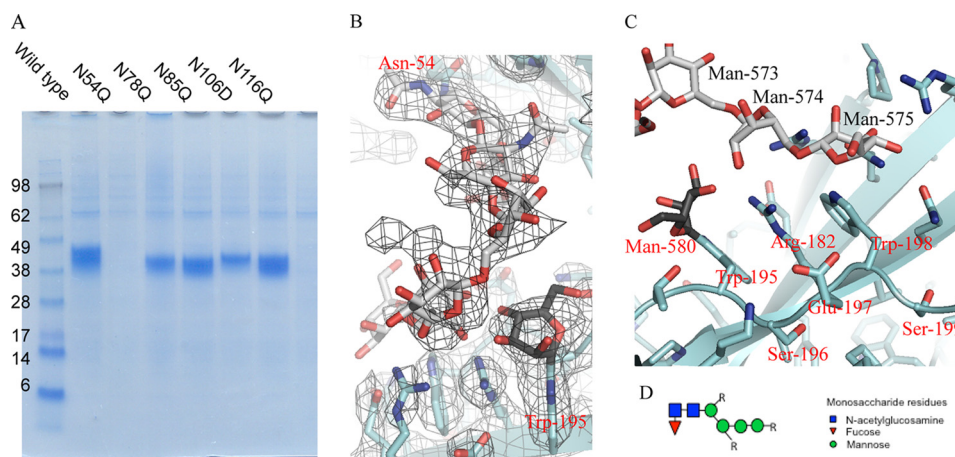 A
Wild type
N54Q
N78Q
N85Q
N106D
N116Q
98
62
49
38
28
17
14
6
B
Asn-54
Trp-195
C
Man-573
Man-574
Man-575
Man-580
Arg-182
Trp-198
Trp-195
Glu-197
Ser-196
Ser-199
D
R
R
R
Monosaccharide residues
N-acetylglucosamine
Fucose
Mannose